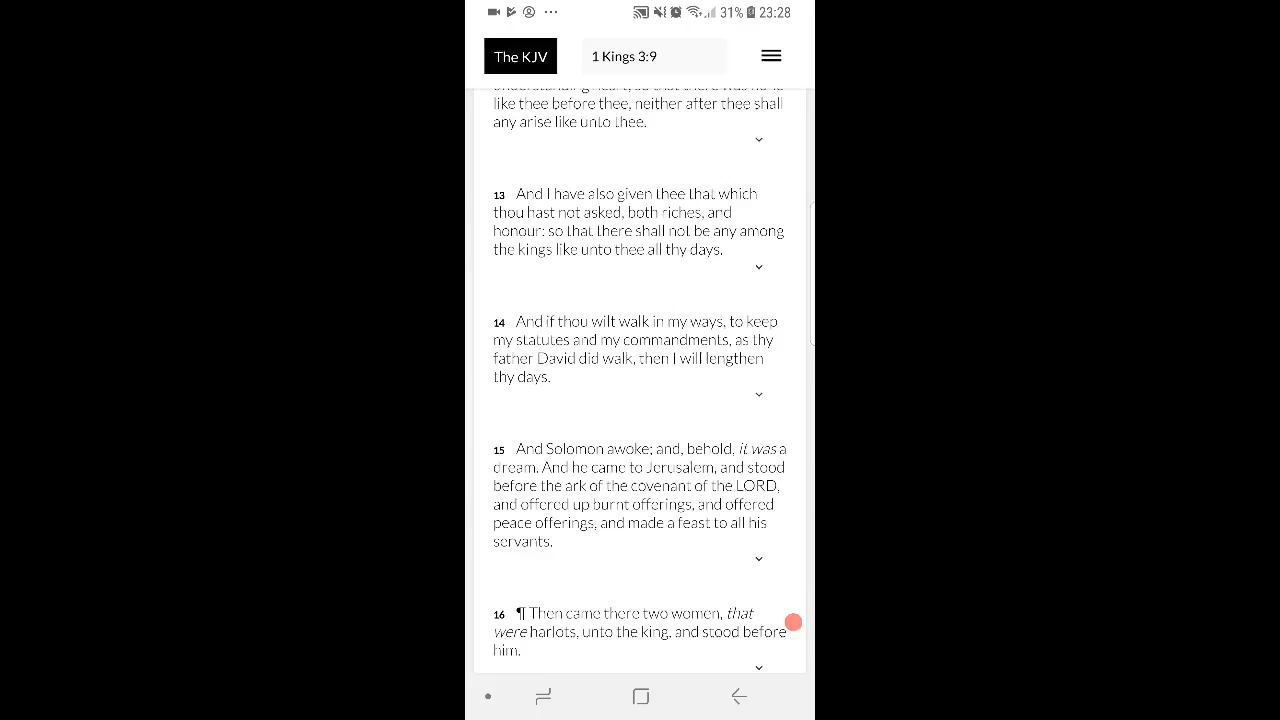 31% 23:28
The KJV
1 Kings 3:9
understanding heart; so that there was none
like thee before thee, neither after thee shall
any arise like unto thee.
13 And I have also given thee that which
thou hast not asked, both riches, and
honour: so that there shall not be any among
the kings like unto thee all thy days.
14 And if thou wilt walk in my ways, to keep
my statutes and my commandments, as thy
father David did walk, then I will lengthen
thy days.
15 And Solomon awoke; and, behold, it was a
dream. And he came to Jerusalem, and stood
before the ark of the covenant of the LORD,
and offered up burnt offerings, and offered
peace offerings, and made a feast to all his
servants.
16 ¶ Then came there two women, that
were harlots, unto the king, and stood before
him.